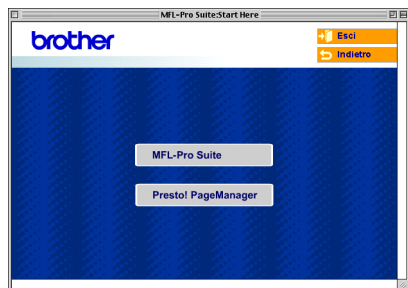 MFL-Pro Suite:Start Here
brother
Esci
Indietro
MFL-Pro Suite
Presto! PageManager